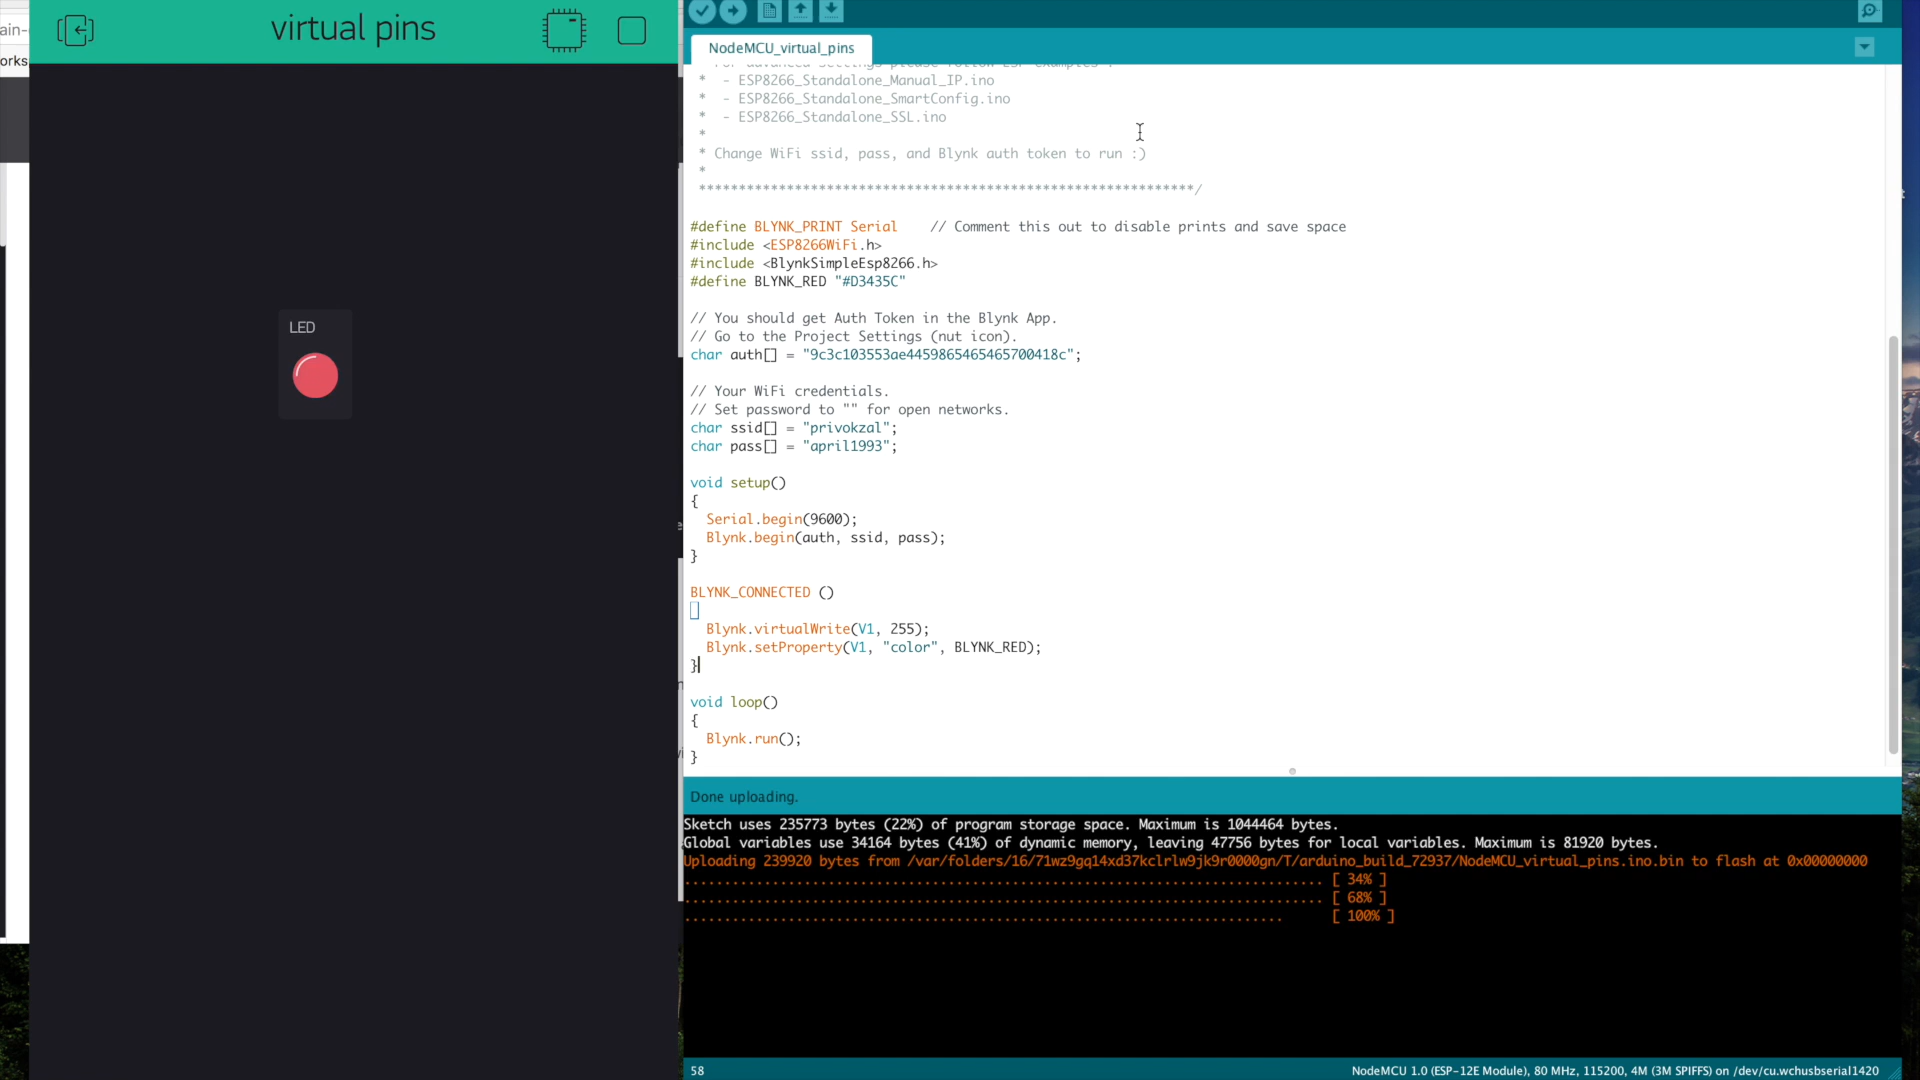 virtual pins
ain-
orks
LED
NodeMCU_virtual_pins
* - ESP8266_Standalone_Manual_IP.ino
* - ESP8266_Standalone_SmartConfig.ino
* - ESP8266_Standalone_SSL.ino
*
* Change WiFi ssid, pass, and Blynk auth token to run :)
*
**************************************************************/
#define BLYNK_PRINT Serial    // Comment this out to disable prints and save space
#include <ESP8266WiFi.h>
#include <BlynkSimpleEsp8266.h>
#define BLYNK_RED "#D3435C"
// You should get Auth Token in the Blynk App.
// Go to the Project Settings (nut icon).
char auth[] = "9c3c103553ae4459865465465700418c";
// Your WiFi credentials.
// Set password to "" for open networks.
char ssid[] = "privokzal";
char pass[] = "april1993";
void setup()
{
Serial.begin(9600);
Blynk.begin(auth, ssid, pass);
}
BLYNK_CONNECTED ()
Blynk.virtualWrite(V1, 255);
Blynk.setProperty(V1, "color", BLYNK_RED);
}
void loop()
{
Blynk.run();
}
Done uploading.
Sketch uses 235773 bytes (22%) of program storage space. Maximum is 1044464 bytes.
Global variables use 34164 bytes (41%) of dynamic memory, leaving 47756 bytes for local variables. Maximum is 81920 bytes.
Uploading 239920 bytes from /var/folders/16/71wz9gq14xd37kclrlw9jk9r0000gn/T/arduino_build_72937/NodeMCU_virtual_pins.ino.bin to flash at 0x00000000
................................................................................ [ 34% ]
................................................................................ [ 68% ]
........................................................................... [ 100% ]
58
NodeMCU 1.0 (ESP-12E Module), 80 MHz, 115200, 4M (3M SPIFFS) on /dev/cu.wchusbserial1420